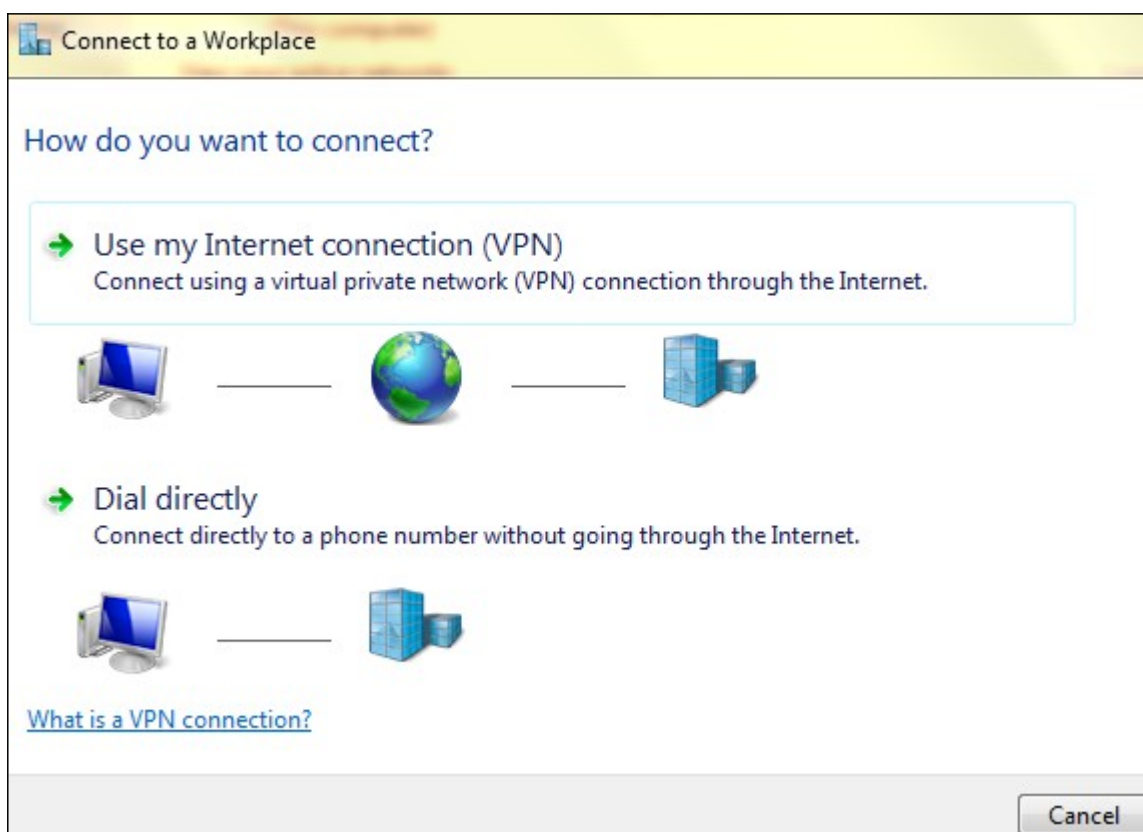 Connect to a Workplace
How do you want to connect?
Use my Internet connection (VPN)
Connect using a virtual private network (VPN) connection through the Internet.
Dial directly
Connect directly to a phone number without going through the Internet.
What is a VPN connection?
Cancel